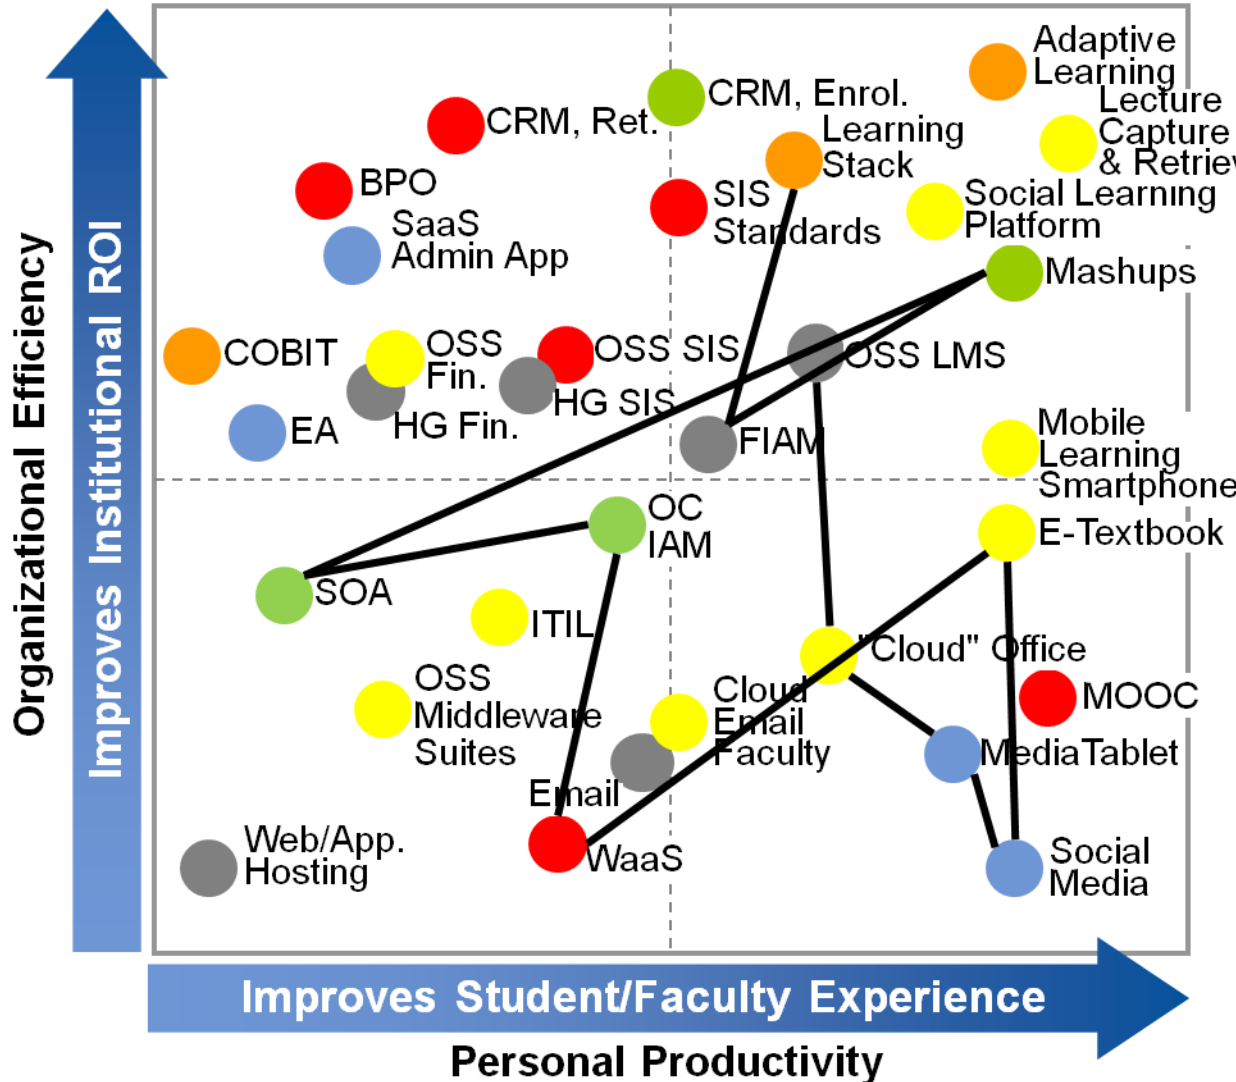 Organizational Efficiency
Improves Institutional ROI
Adaptive
Learning
CRM, Enrol.
Lecture
Capture
CRM, Ret.
Learning
Stack
BPO
SIS
Standards
Social Learning
Platform
SaaS
Admin App
Mashups
COBIT
OSS
Fin.
OSS SIS
OSS LMS
HG SIS
HG Fin.
EA
FIAM
Mobile
Learning
Smartphone
OC
IAM
E-Textbook
SOA
ITIL
"Cloud" Office
OSS
Middleware
Suites
Cloud
Email
Faculty
MOOC
MediaTablet
Email
Web/App.
Hosting
WaaS
Social
Media
Improves Student/Faculty Experience
Personal Productivity